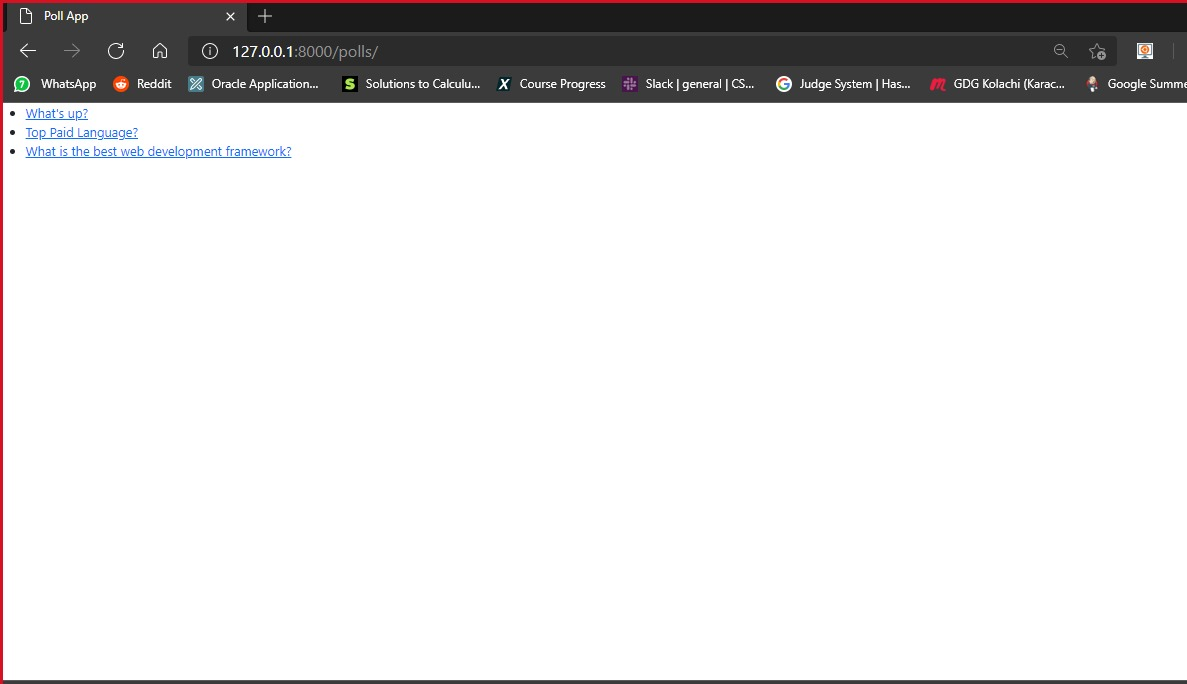 Poll App
127.0.0.1:8000/polls/
WhatsApp Reddit Oracle Application... Solutions to Calculu... Course Progress Slack | general | CS... Judge System | Has... GDG Kolachi (Karac... Google Summe
What's up?
Top Paid Language?
What is the best web development framework?